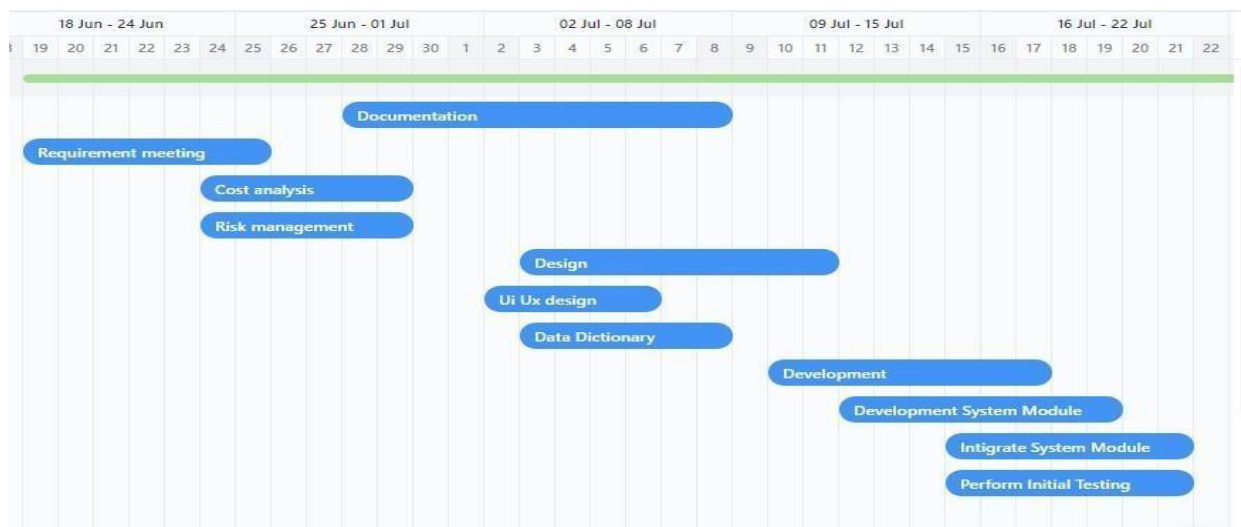 18 Jun - 24 Jun 25 Jun - 01 Jul 02 Jul - 08 Jul 09 Jul - 15 Jul 16 Jul - 22 Jul
19 20 21 22 23 24 25 26 27 28 29 30 1 2 3 4 5 6 7 8 9 10 11 12 13 14 15 16 17 18 19 20 21 22
Documentation
Requirement meeting
Cost analysis
Risk management
Design
Ui Ux design
Data Dictionary
Development
Development System Module
Intigrate System Module
Perform Initial Testing